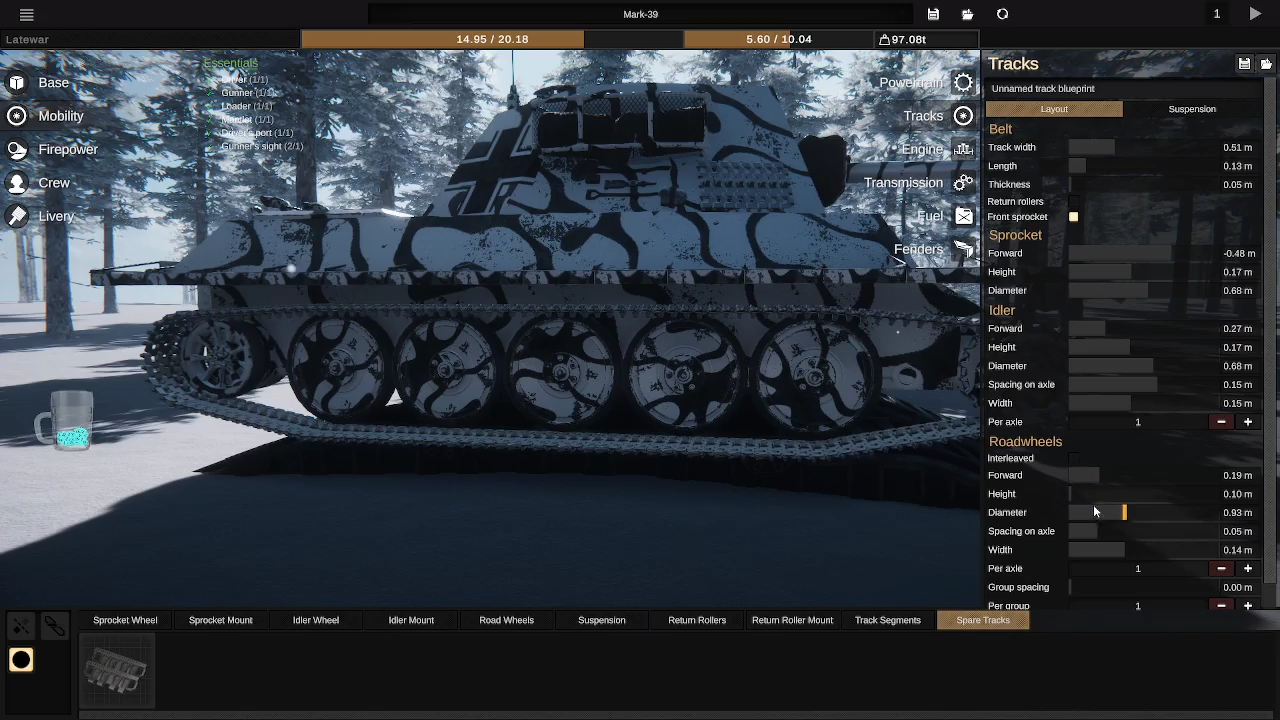 Mark-39
1
Latewar
14.95 / 20.18
5.60 / 10.04
97.08t
Base
Mobility
Firepower
Crew
Livery
Essentials
Driver (1/1)
Gunner (1/1)
Loader (1/1)
Mantlet (1/1)
Driver's port (1/1)
Gunner's sight (2/1)
Powertrain
Tracks
Engine
Transmission
Fuel
Fenders
Tracks
Unnamed track blueprint
Layout
Suspension
Belt
Track width 0.51 m
Length 0.13 m
Thickness 0.05 m
Return rollers
Front sprocket
Sprocket
Forward -0.48 m
Height 0.17 m
Diameter 0.68 m
Idler
Forward 0.27 m
Height 0.17 m
Diameter 0.68 m
Spacing on axle 0.15 m
Width 0.15 m
Per axle 1 - +
Roadwheels
Interleaved
Forward 0.19 m
Height 0.10 m
Diameter 0.93 m
Spacing on axle 0.05 m
Width 0.14 m
Per axle 1 - +
Group spacing 0.00 m
Per group 1 - +
Sprocket Wheel
Sprocket Mount
Idler Wheel
Idler Mount
Road Wheels
Suspension
Return Rollers
Return Roller Mount
Track Segments
Spare Tracks